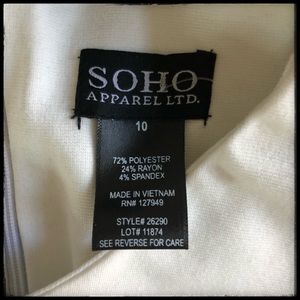 SOHO
APPAREL LTD.
10
72% POLYESTER
24% RAYON
4% SPANDEX
MADE IN VIETNAM
RN# 127949
STYLE# 26290
LOT# 11874
SEE REVERSE FOR CARE